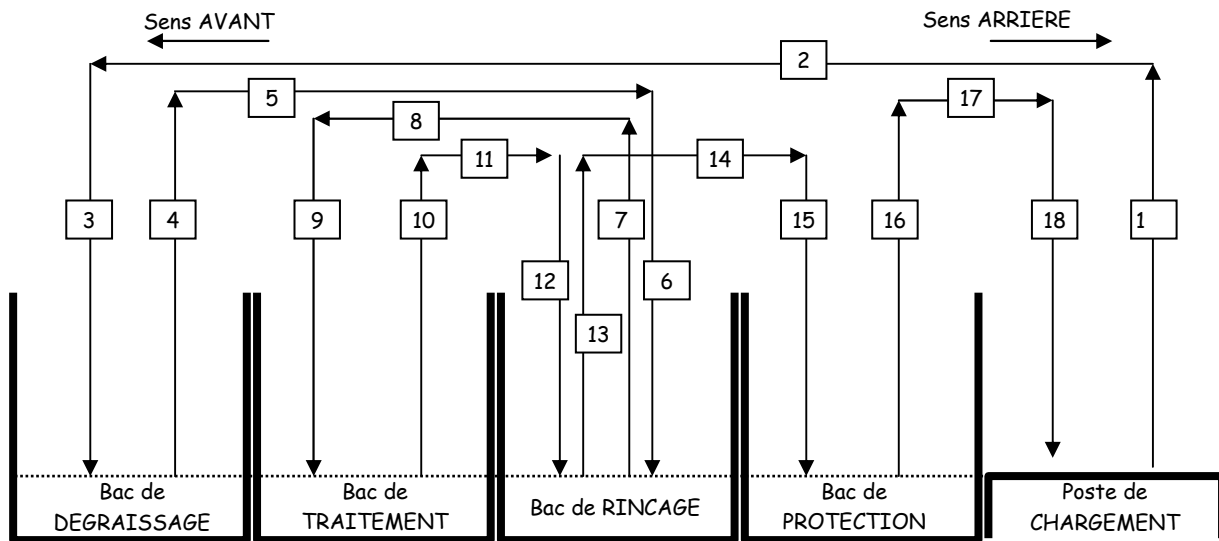 Sens AVANT
Sens ARRIERE
2
5
17
8
11
14
3
4
9
10
15
16
18
1
7
12
6
13
Bac de
DEGRAISSAGE
Bac de
TRAITEMENT
Bac de RINCAGE
Bac de
PROTECTION
Poste de
CHARGEMENT